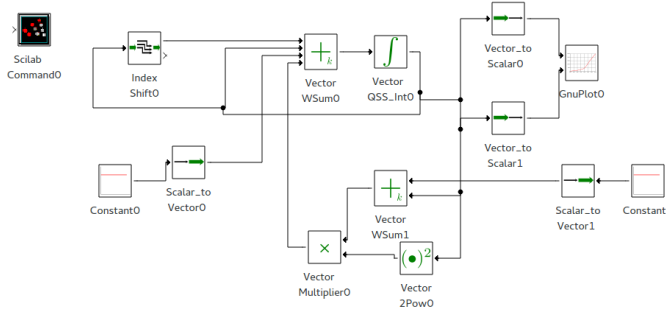 Scilab
Command0
Index
Shift0
+k
Vector
WSum0
∫
Vector
QSS_Int0
Vector_to
Scalar0
GnuPlot0
Vector_to
Scalar1
Constant0
Scalar_to
Vector0
+k
Vector
WSum1
Scalar_to
Vector1
Constant
×
Vector
Multiplier0
(•)2
Vector
2Pow0